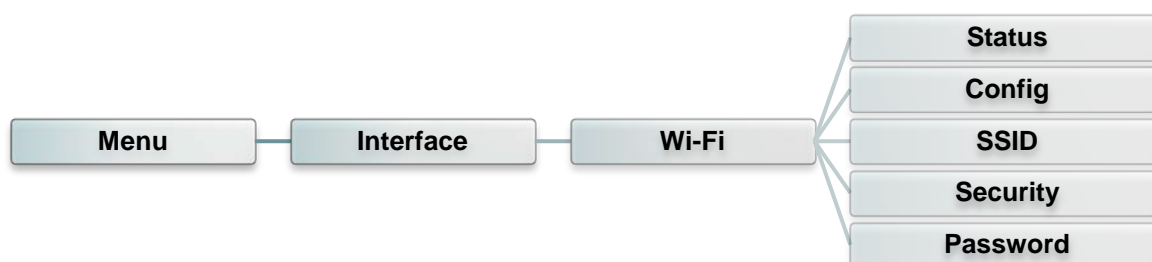 Status
Config
Menu Interface Wi-Fi SSID
Security
Password